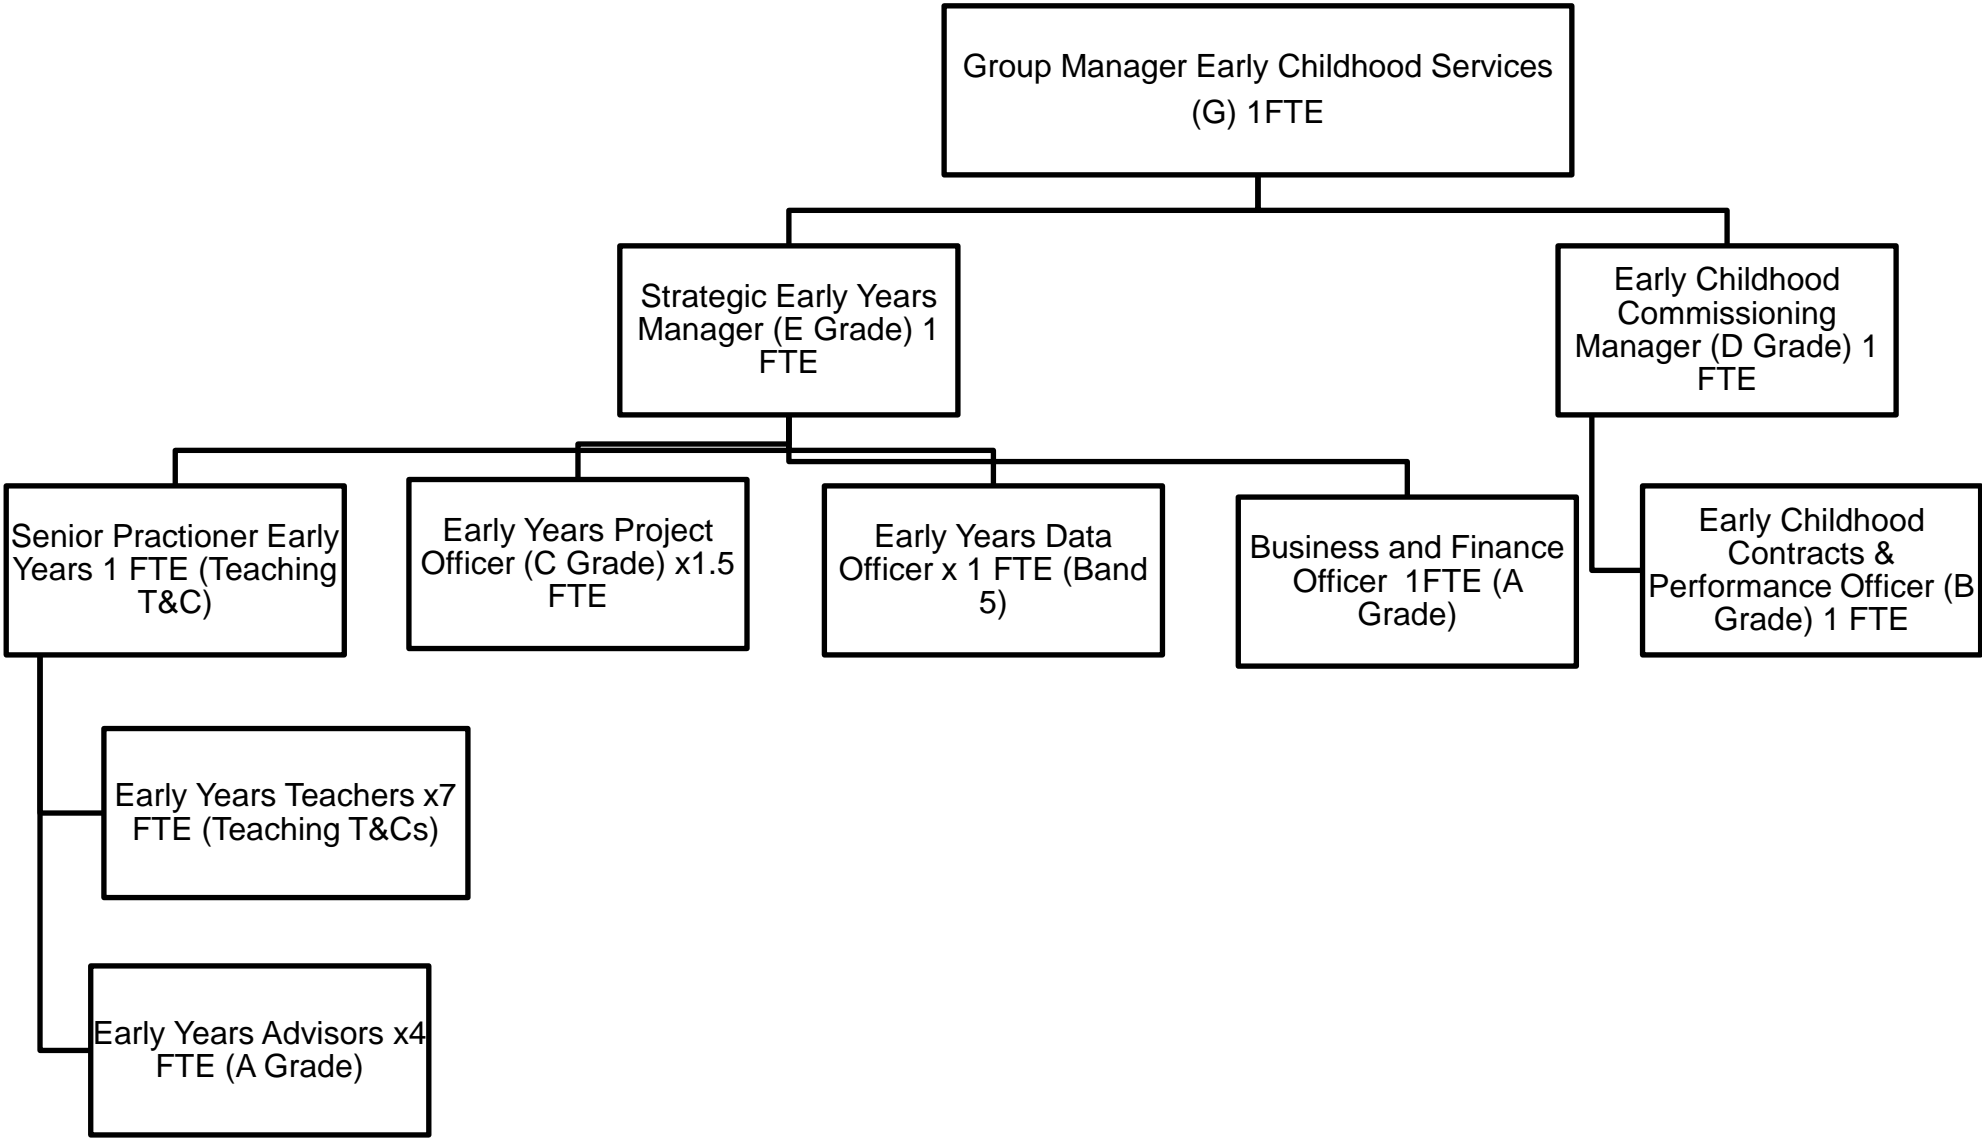 Group Manager Early Childhood Services
(G) 1FTE
Strategic Early Years
Manager (E Grade) 1
FTE
Early Childhood
Commissioning
Manager (D Grade) 1
FTE
Senior Practioner Early
Years 1 FTE (Teaching
T&C)
Early Years Project
Officer (C Grade) x1.5
FTE
Early Years Data
Officer x 1 FTE (Band
5)
Business and Finance
Officer  1FTE (A
Grade)
Early Childhood
Contracts &
Performance Officer (B
Grade) 1 FTE
Early Years Teachers x7
FTE (Teaching T&Cs)
Early Years Advisors x4
FTE (A Grade)